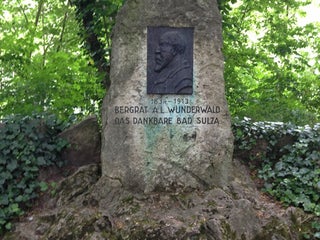 1834-1913
BERGRAT A.L. WUNDERWALD
DAS DANKBARE BAD SULZA